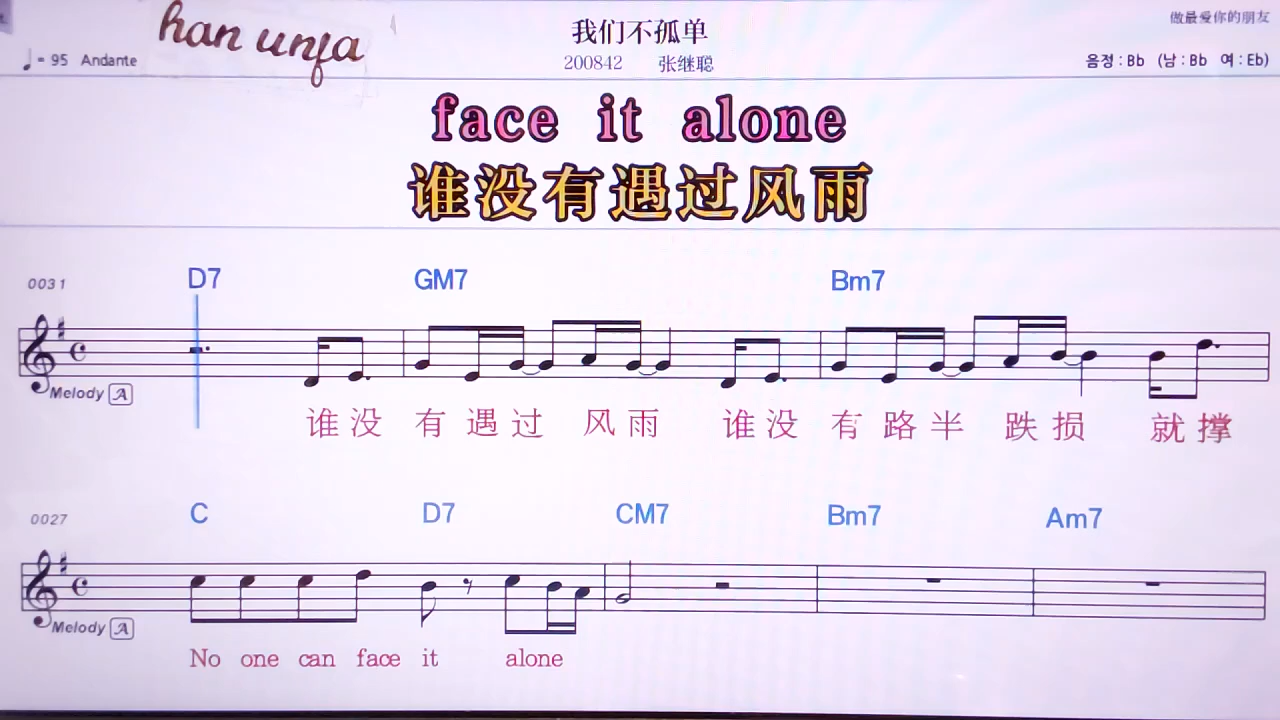 han unfa
我们不孤单
做最爱你的朋友
♩= 95 Andante
200842 张继聪
음정 : Bb (남 : Bb 여 : Eb)
face it alone
谁没有遇过风雨
0031 D7 GM7 Bm7
Melody A
谁没 有遇过 风雨 谁没 有路半 跌损 就撑
0027 C D7 CM7 Bm7 Am7
Melody A
No one can face it alone